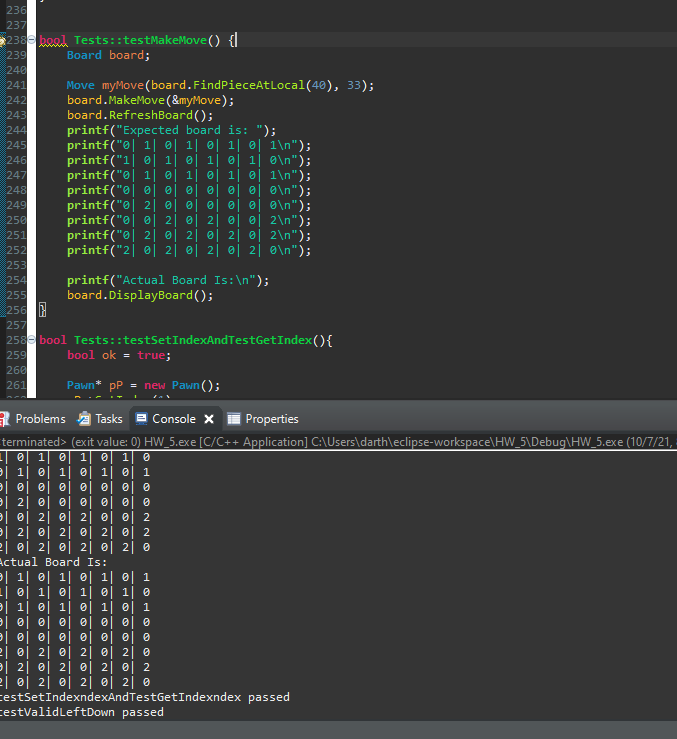 236
237
238 bool Tests::testMakeMove() {
239 Board board;
240
241 Move myMove(board.FindPieceAtLocal(40), 33);
242 board.MakeMove(&myMove);
243 board.RefreshBoard();
244 printf("Expected board is: ");
245 printf("0| 1| 0| 1| 0| 1| 0| 1\n");
246 printf("1| 0| 1| 0| 1| 0| 1| 0\n");
247 printf("0| 1| 0| 1| 0| 1| 0| 1\n");
248 printf("0| 0| 0| 0| 0| 0| 0| 0\n");
249 printf("0| 2| 0| 0| 0| 0| 0| 0\n");
250 printf("0| 0| 2| 0| 2| 0| 0| 2\n");
251 printf("0| 2| 0| 2| 0| 2| 0| 2\n");
252 printf("2| 0| 2| 0| 2| 0| 2| 0\n");
253
254 printf("Actual Board Is:\n");
255 board.DisplayBoard();
256 }
257
258 bool Tests::testSetIndexAndTestGetIndex(){
259 bool ok = true;
260
261 Pawn* pP = new Pawn();
Problems Tasks Console Properties
<terminated> (exit value: 0) HW_5.exe [C/C++ Application] C:\Users\darth\eclipse-workspace\HW_5\Debug\HW_5.exe (10/7/21,
1| 0| 1| 0| 1| 0| 1| 0
0| 1| 0| 1| 0| 1| 0| 1
0| 0| 0| 0| 0| 0| 0| 0
0| 2| 0| 0| 0| 0| 0| 0
0| 0| 2| 0| 2| 0| 0| 2
0| 2| 0| 2| 0| 2| 0| 2
2| 0| 2| 0| 2| 0| 2| 0
Actual Board Is:
0| 1| 0| 1| 0| 1| 0| 1
1| 0| 1| 0| 1| 0| 1| 0
0| 1| 0| 1| 0| 1| 0| 1
0| 0| 0| 0| 0| 0| 0| 0
0| 0| 0| 0| 0| 0| 0| 0
2| 0| 2| 0| 2| 0| 2| 0
0| 2| 0| 2| 0| 2| 0| 2
2| 0| 2| 0| 2| 0| 2| 0
testSetIndexndexAndTestGetIndexndex passed
testValidLeftDown passed